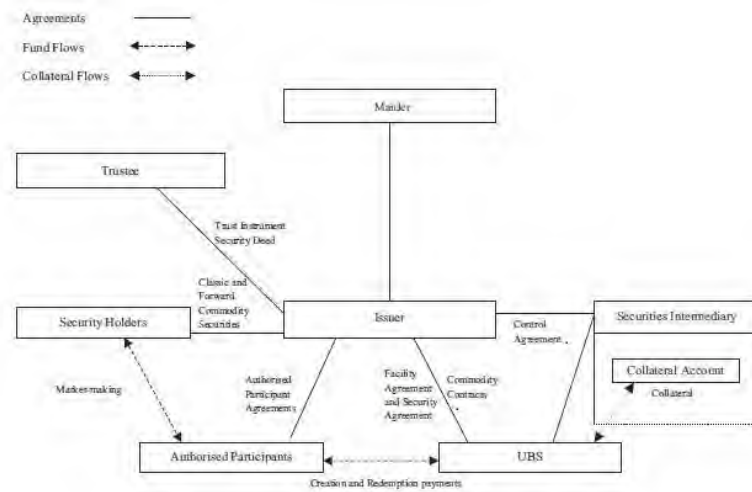 Agreements
Fund Flows
Collateral Flows
Trustee
Trust Instrument
Security Deed
Classic and
Forward
Commodity
Securities
Security Holders
Issuer
Securities Intermediary
Control
Agreement
Collateral Account
Collateral
Market-making
Authorised
Participant
Agreements
Facility
Agreement
and Security
Agreement
Commodity
Contracts
Authorised Participants
UBS
Creation and Redemption payments